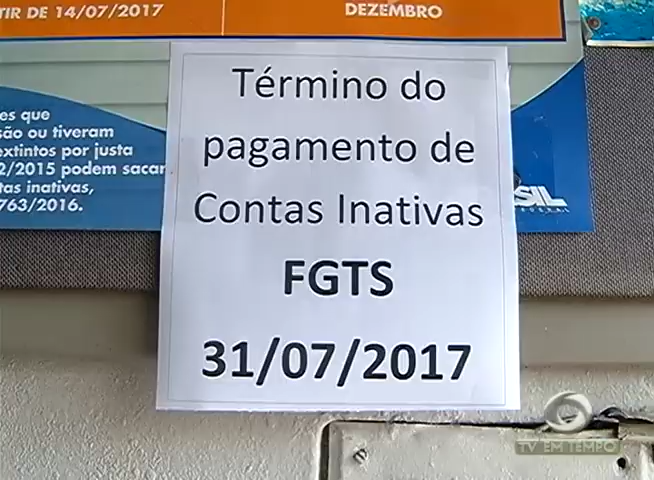 TIR DE 14/07/2017
DEZEMBRO
es que
são ou tiveram
extintos por justa
2/2015 podem sacar
tas inativas,
763/2016.
Término do
pagamento de
Contas Inativas
FGTS
31/07/2017
SIL
TV EM TEMPO